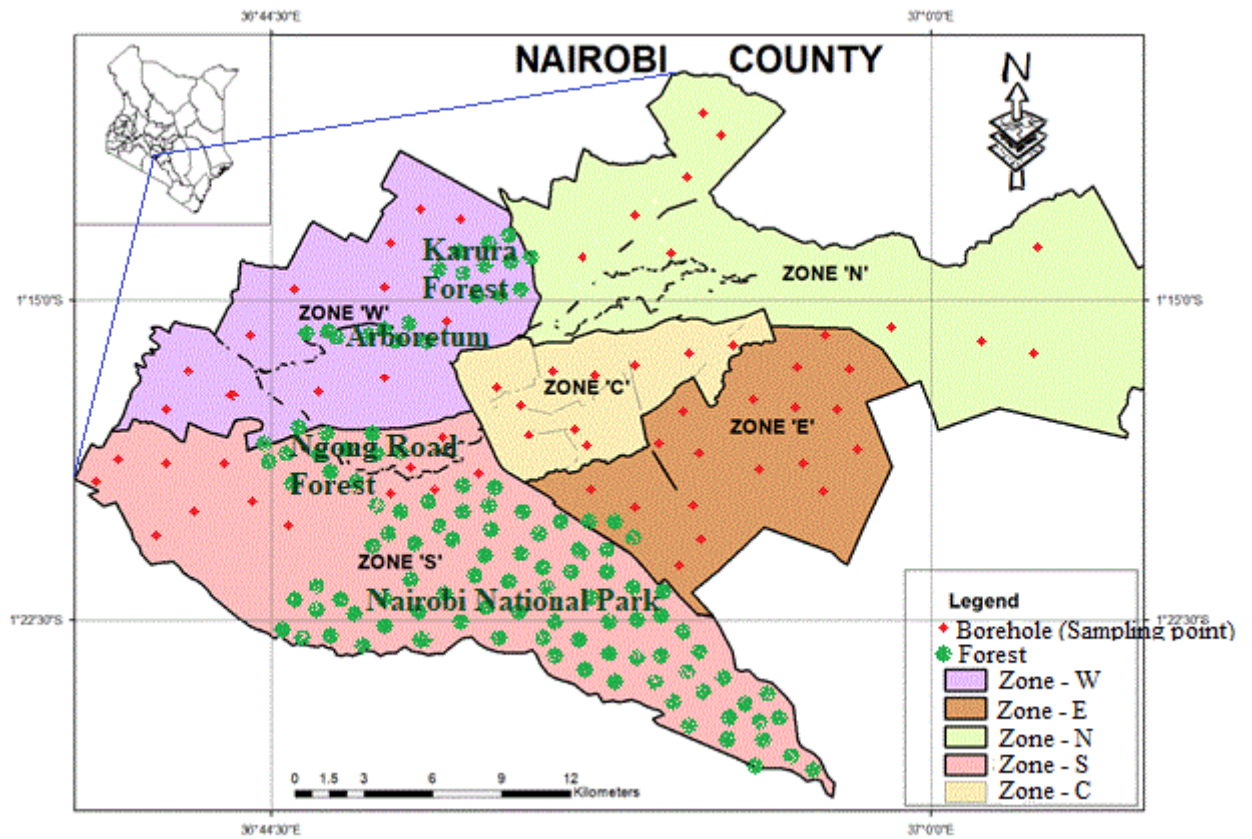 36°44'30"E
37°0'0"E
NAIROBI COUNTY
N
Karura
Forest
ZONE 'N'
1°15'0"S
1°15'0"S
ZONE 'W'
Arboretum
ZONE 'C'
ZONE 'E'
Ngong Road
Forest
ZONE 'S'
Nairobi National Park
1°22'30"S
1°22'30"S
Legend
Borehole (Sampling point)
Forest
Zone - W
Zone - E
Zone - N
Zone - S
Zone - C
0 1.5 3 6 9 12
Kilometers
36°44'30"E
37°0'0"E